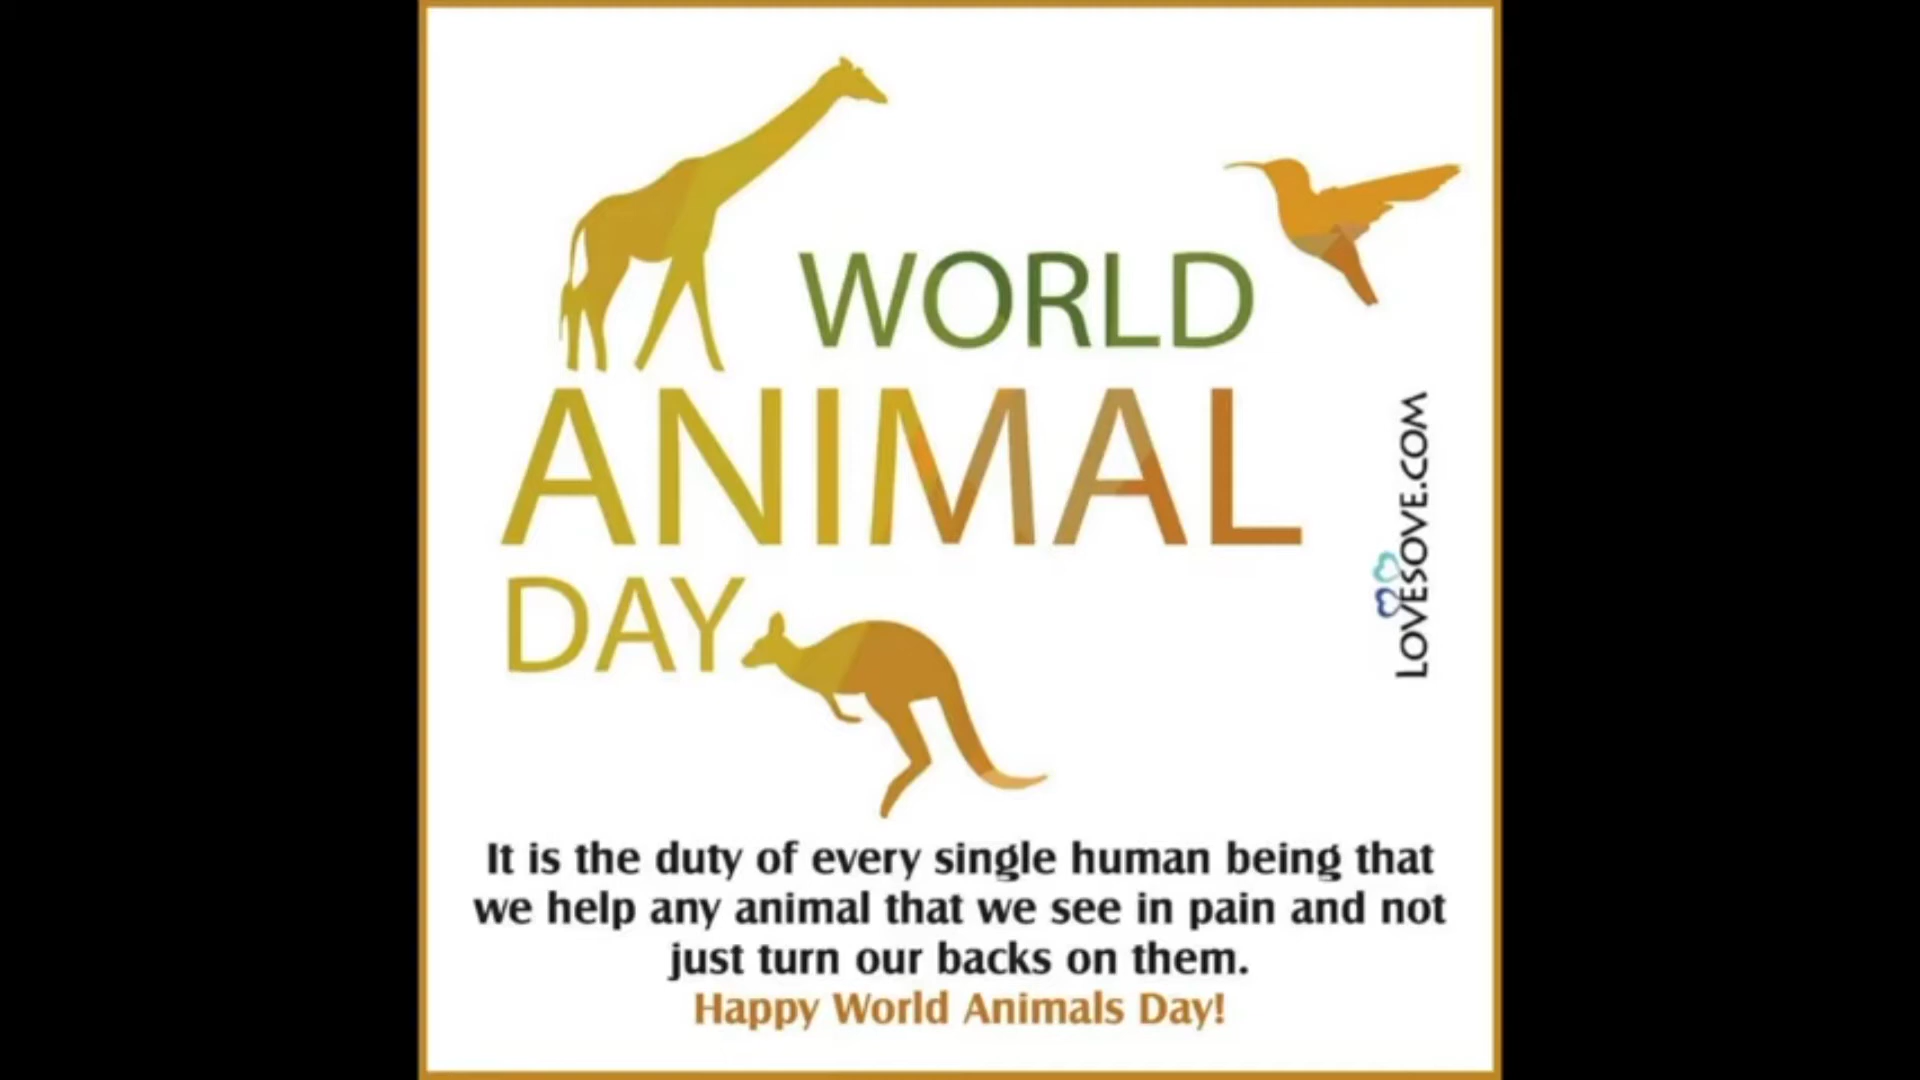 WORLD
ANIMAL
DAY
LOVESOVE.COM
It is the duty of every single human being that
we help any animal that we see in pain and not
just turn our backs on them.
Happy World Animals Day!